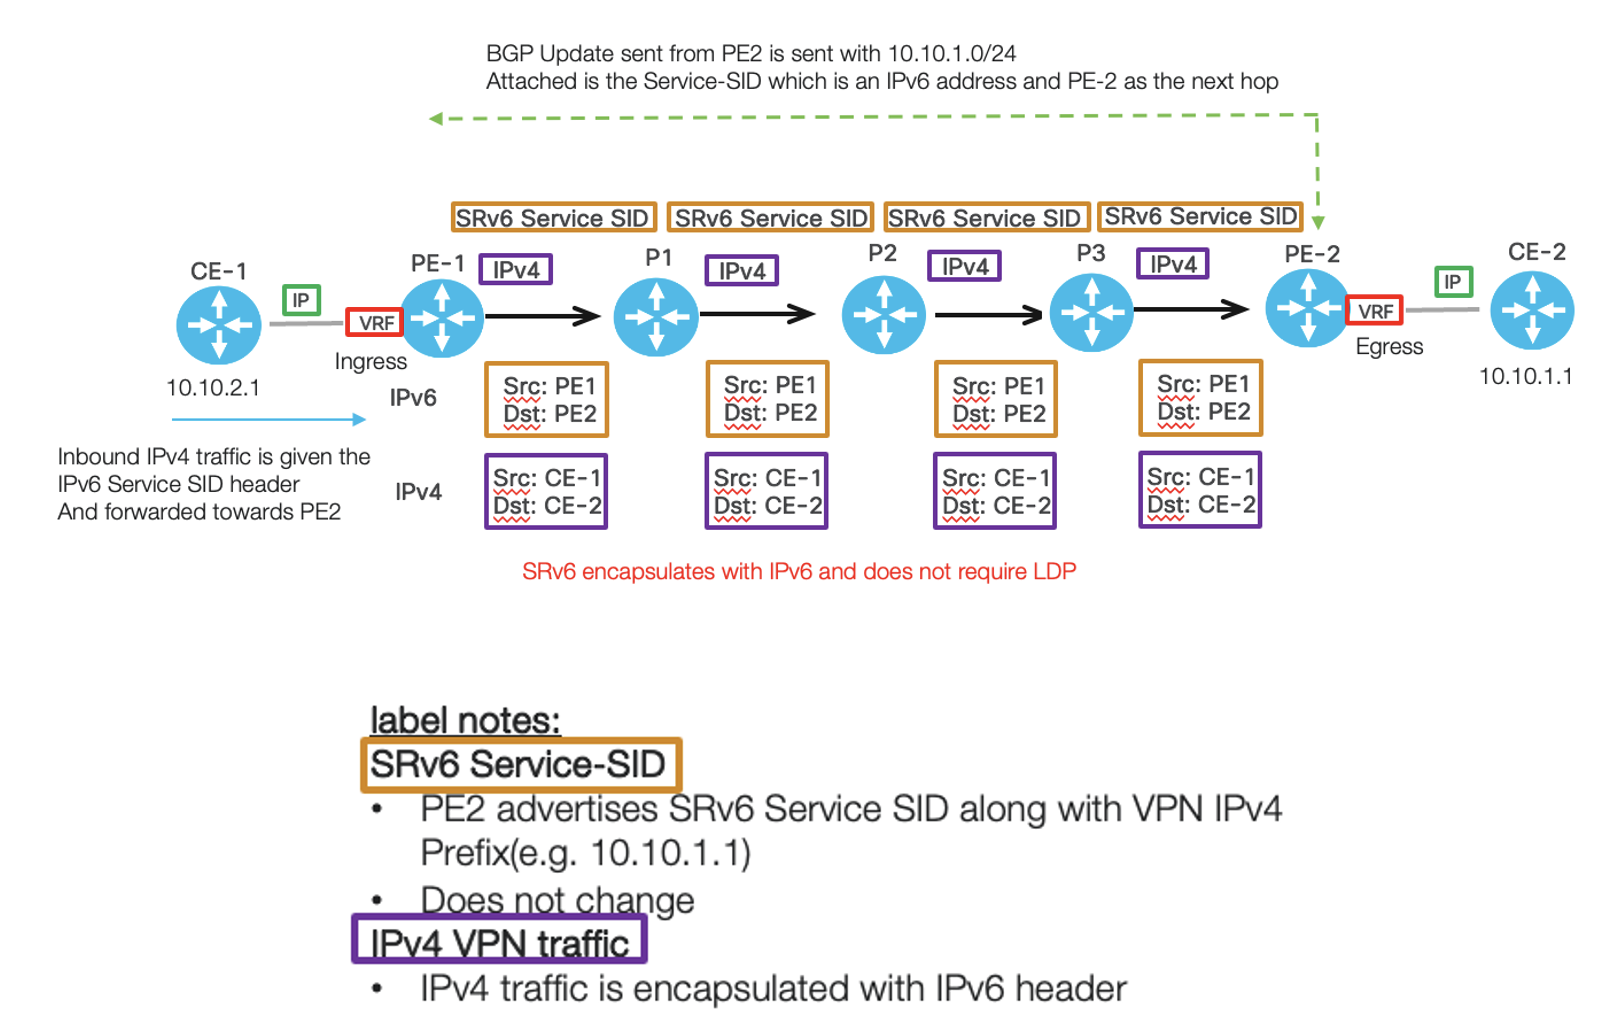 BGP Update sent from PE2 is sent with 10.10.1.0/24
Attached is the Service-SID which is an IPv6 address and PE-2 as the next hop
SRv6 Service SID
SRv6 Service SID
SRv6 Service SID
SRv6 Service SID
CE-1
PE-1
IPv4
P1
IPv4
P2
IPv4
P3
IPv4
PE-2
CE-2
IP
VRF
VRF
IP
Ingress
Egress
10.10.2.1
10.10.1.1
IPv6
Src: PE1
Dst: PE2
Src: PE1
Dst: PE2
Src: PE1
Dst: PE2
Src: PE1
Dst: PE2
Inbound IPv4 traffic is given the
IPv6 Service SID header
And forwarded towards PE2
IPv4
Src: CE-1
Dst: CE-2
Src: CE-1
Dst: CE-2
Src: CE-1
Dst: CE-2
Src: CE-1
Dst: CE-2
SRv6 encapsulates with IPv6 and does not require LDP
label notes:
SRv6 Service-SID
• PE2 advertises SRv6 Service SID along with VPN IPv4
Prefix(e.g. 10.10.1.1)
• Does not change
IPv4 VPN traffic
• IPv4 traffic is encapsulated with IPv6 header